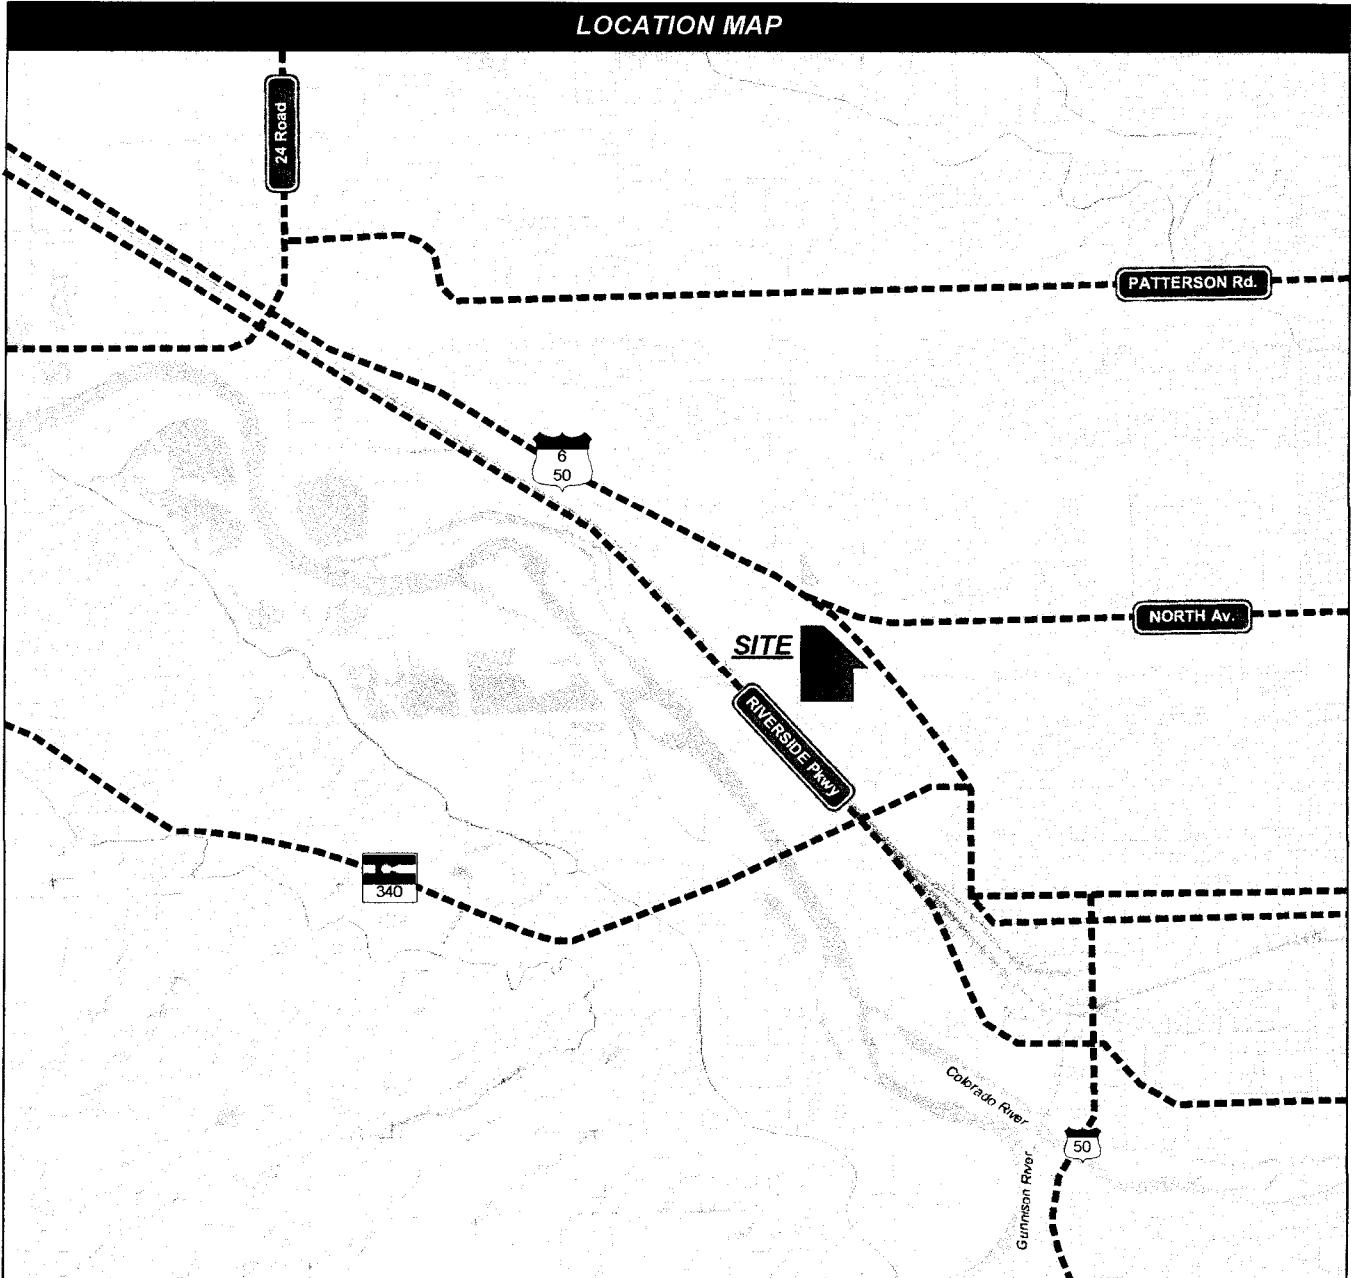 LOCATION MAP
24 Road
PATTERSON Rd.
6
50
NORTH Av.
SITE
RIVERSIDE Pkwy
340
Colorado River
50
Gunnison River